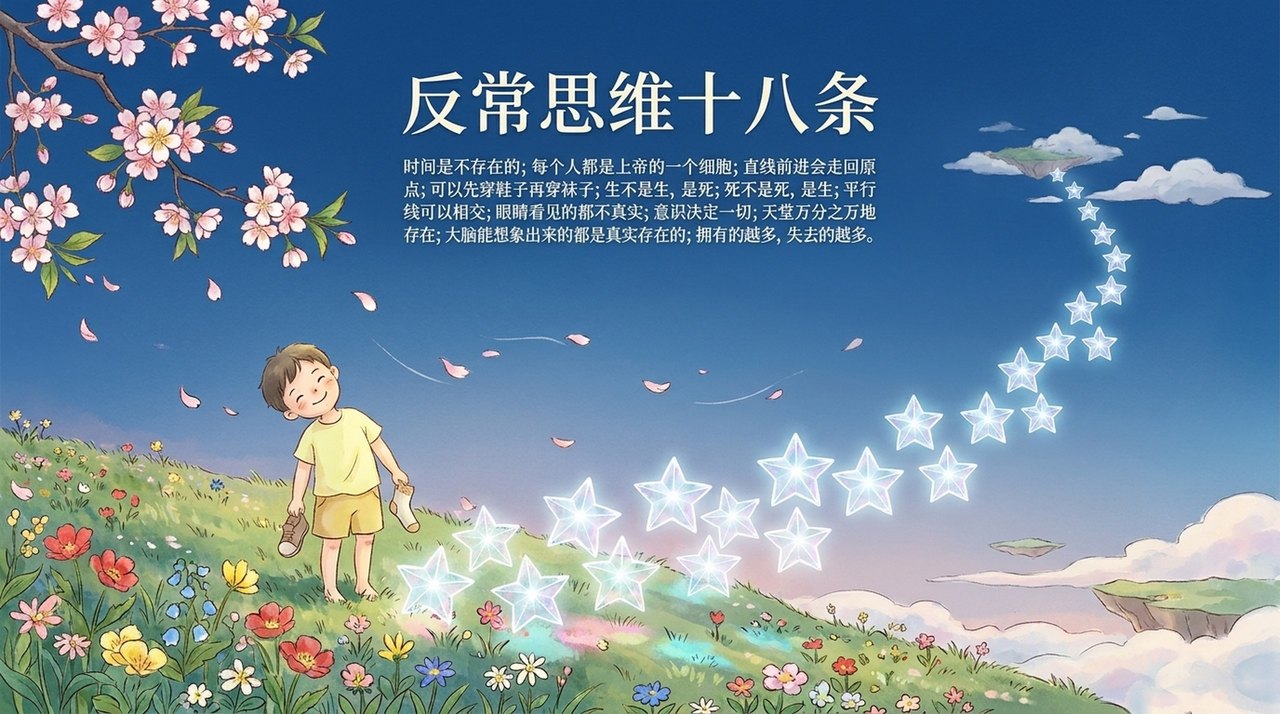 反常思维十八条
时间是不存在的; 每个人都是上帝的一个细胞; 直线前进会走回原
点; 可以先穿鞋子再穿袜子; 生不是生, 是死; 死不是死, 是生; 平行
线可以相交; 眼睛看见的都不真实; 意识决定一切; 天堂万分之万地
存在; 大脑能想象出来的都是真实存在的; 拥有的越多, 失去的越多。